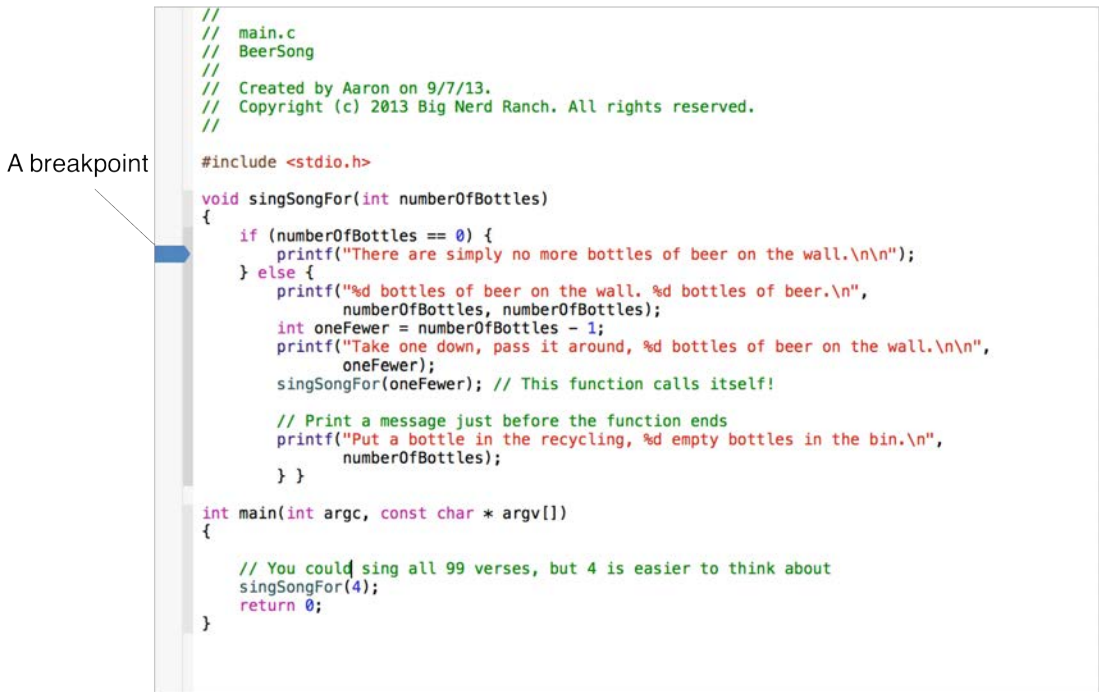 //
//  main.c
//  BeerSong
//
//  Created by Aaron on 9/7/13.
//  Copyright (c) 2013 Big Nerd Ranch. All rights reserved.
//
A breakpoint
#include <stdio.h>
void singSongFor(int numberOfBottles)
{
    if (numberOfBottles == 0) {
        printf("There are simply no more bottles of beer on the wall.\n\n");
    } else {
        printf("%d bottles of beer on the wall. %d bottles of beer.\n",
               numberOfBottles, numberOfBottles);
        int oneFewer = numberOfBottles - 1;
        printf("Take one down, pass it around, %d bottles of beer on the wall.\n\n",
               oneFewer);
        singSongFor(oneFewer); // This function calls itself!
        // Print a message just before the function ends
        printf("Put a bottle in the recycling, %d empty bottles in the bin.\n",
               numberOfBottles);
        } }
int main(int argc, const char * argv[])
{
    // You could sing all 99 verses, but 4 is easier to think about
    singSongFor(4);
    return 0;
}